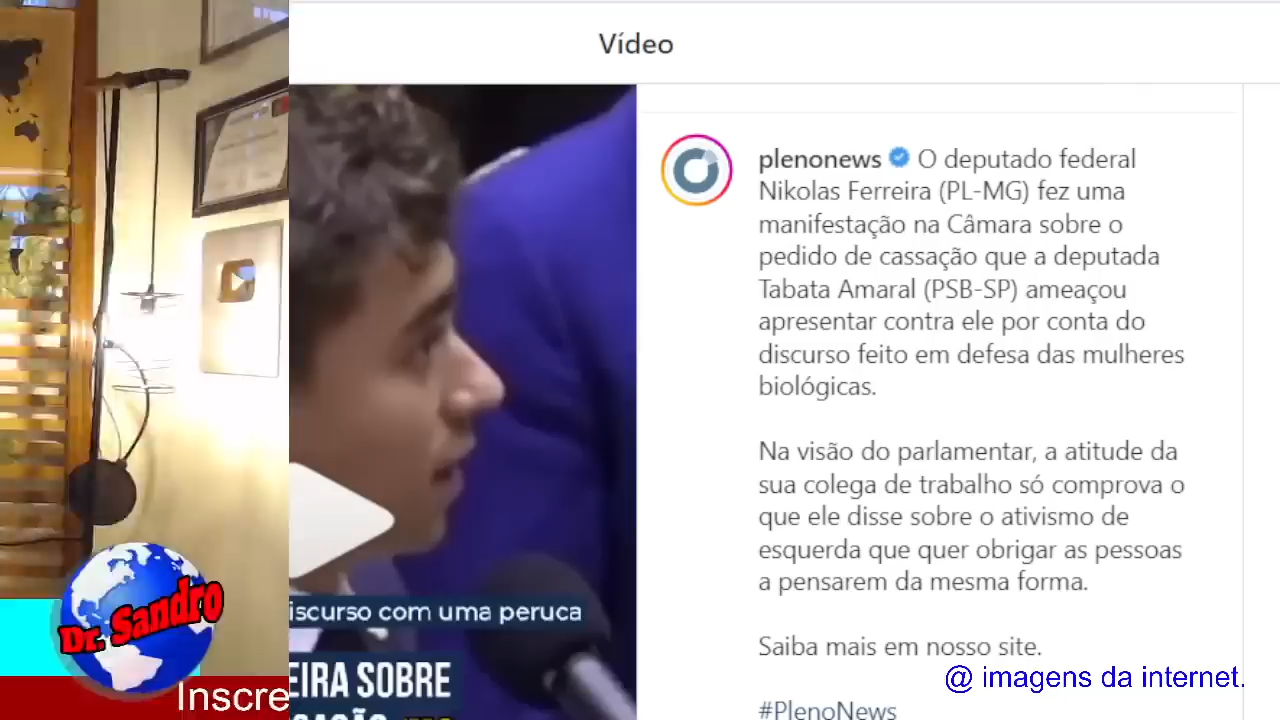 Vídeo
plenonews O deputado federal
Nikolas Ferreira (PL-MG) fez uma
manifestação na Câmara sobre o
pedido de cassação que a deputada
Tabata Amaral (PSB-SP) ameaçou
apresentar contra ele por conta do
discurso feito em defesa das mulheres
biológicas.
Na visão do parlamentar, a atitude da
sua colega de trabalho só comprova o
que ele disse sobre o ativismo de
esquerda que quer obrigar as pessoas
a pensarem da mesma forma.
Saiba mais em nosso site.
@ imagens da internet.
#PlenoNews
iscurso com uma peruca
EIRA SOBRE
Dr. Sandro
Inscre